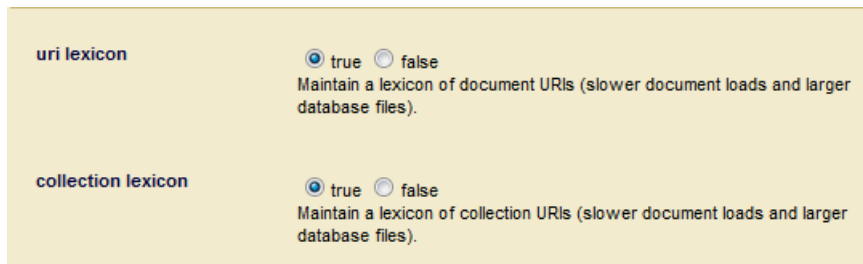 uri lexicon
true false
Maintain a lexicon of document URIs (slower document loads and larger
database files).
collection lexicon
true false
Maintain a lexicon of collection URIs (slower document loads and larger
database files).